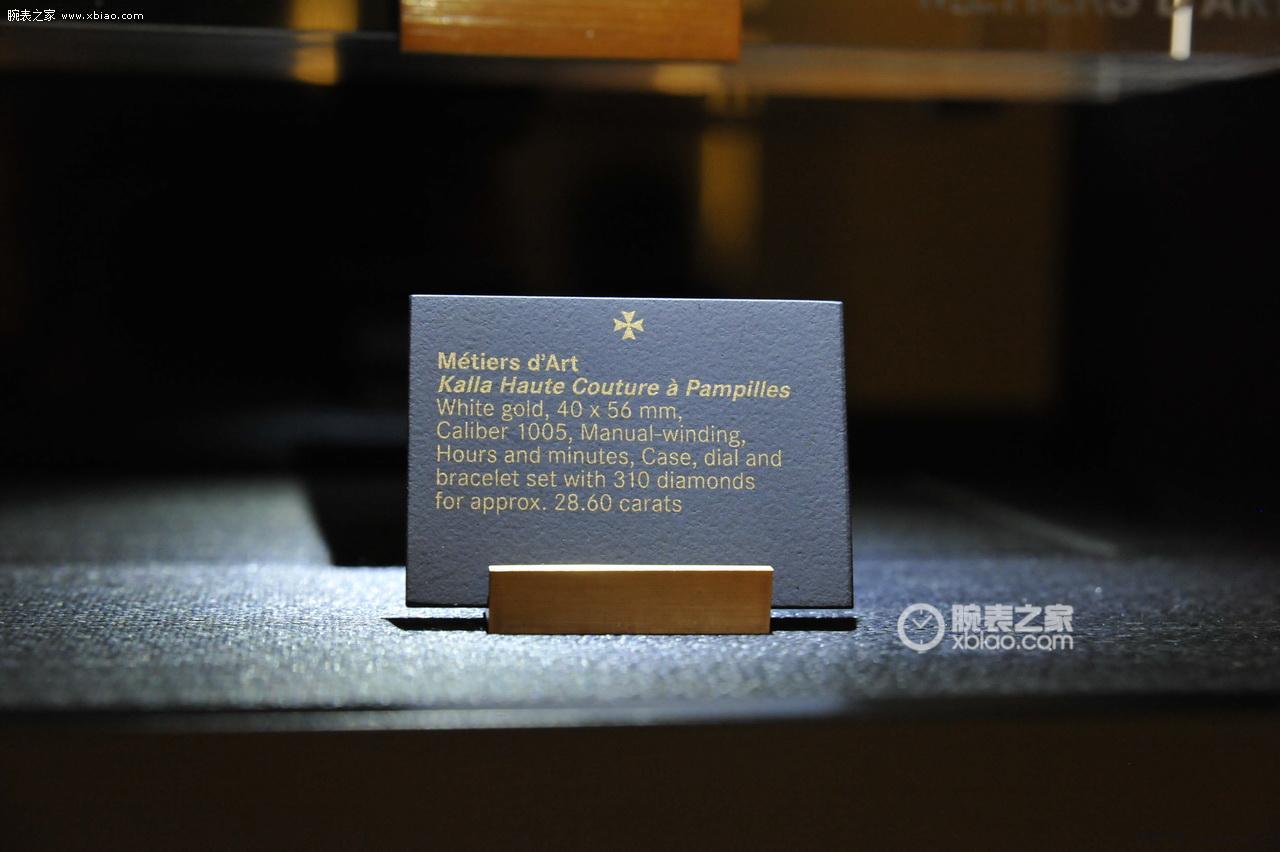 腕表之家 www.xbiao.com
MÉTIERS D'AR
Métiers d'Art
Kalla Haute Couture à Pampilles
White gold, 40 x 56 mm,
Caliber 1005, Manual-winding,
Hours and minutes, Case, dial and
bracelet set with 310 diamonds
for approx. 28.60 carats
腕表之家
xbiao.com